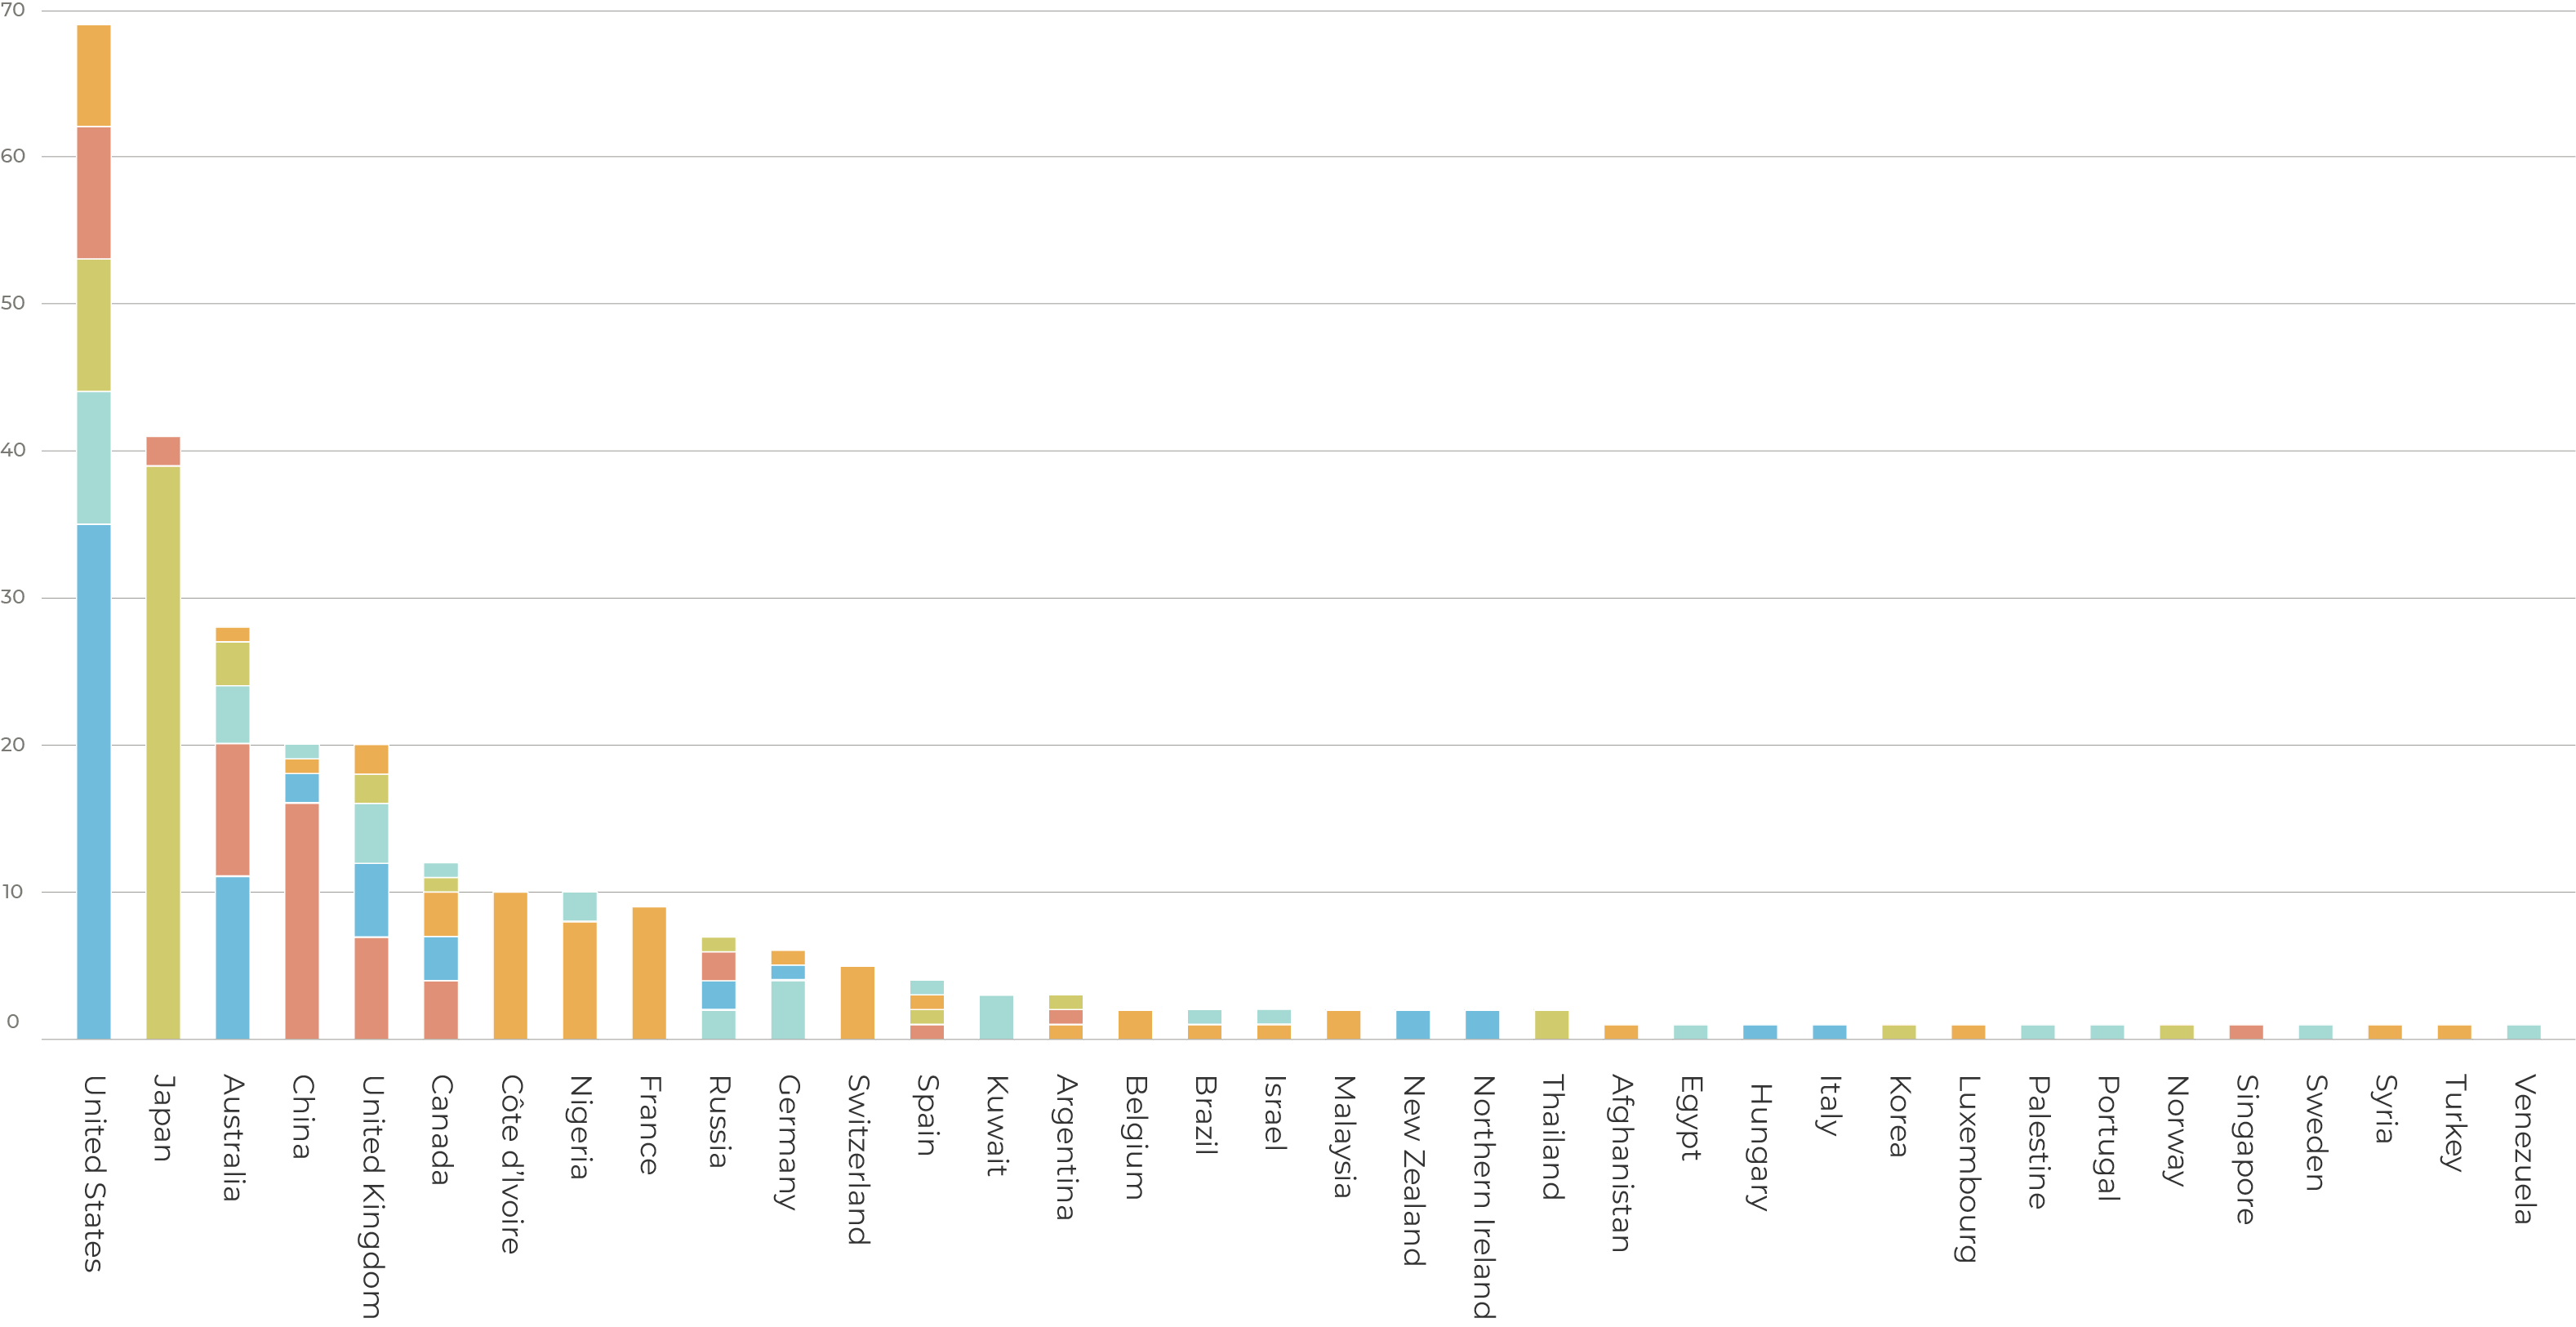 70
60
50
40
30
20
10
0
United States
Japan
Australia
China
United Kingdom
Canada
Côte d'Ivoire
Nigeria
France
Russia
Germany
Switzerland
Spain
Kuwait
Argentina
Belgium
Brazil
Israel
Malaysia
New Zealand
Northern Ireland
Thailand
Afghanistan
Egypt
Hungary
Italy
Korea
Luxembourg
Palestine
Portugal
Norway
Singapore
Sweden
Syria
Turkey
Venezuela